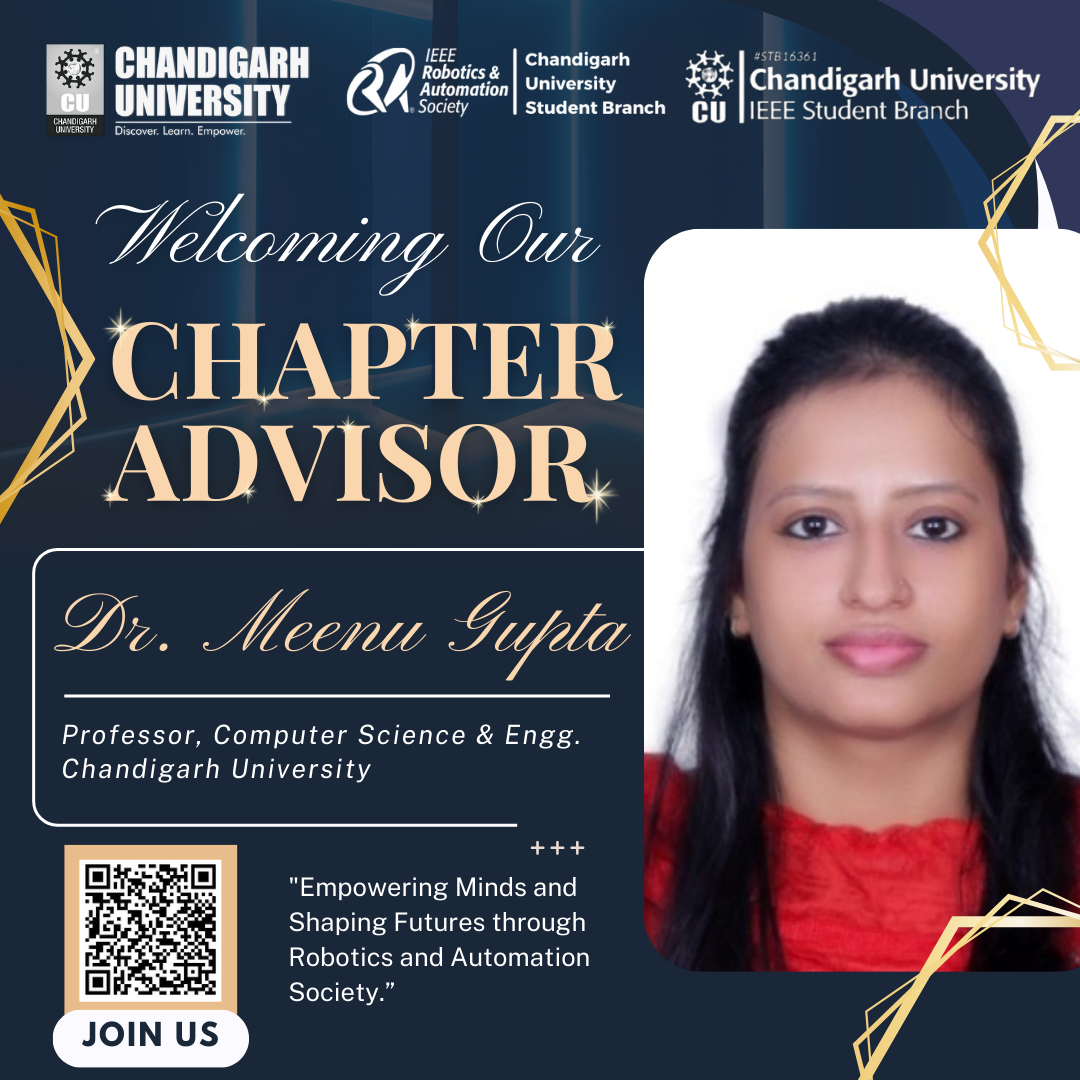 CHANDIGARH
UNIVERSITY
Discover. Learn. Empower.
CU
CHANDIGARH
UNIVERSITY
IEEE
Robotics &
Automation
Society
Chandigarh
University
Student Branch
CU
#STB16361
Chandigarh University
IEEE Student Branch
Welcoming Our
CHAPTER
ADVISOR
Dr. Meenu Gupta
Professor, Computer Science & Engg.
Chandigarh University
+++
"Empowering Minds and
Shaping Futures through
Robotics and Automation
Society.”
JOIN US